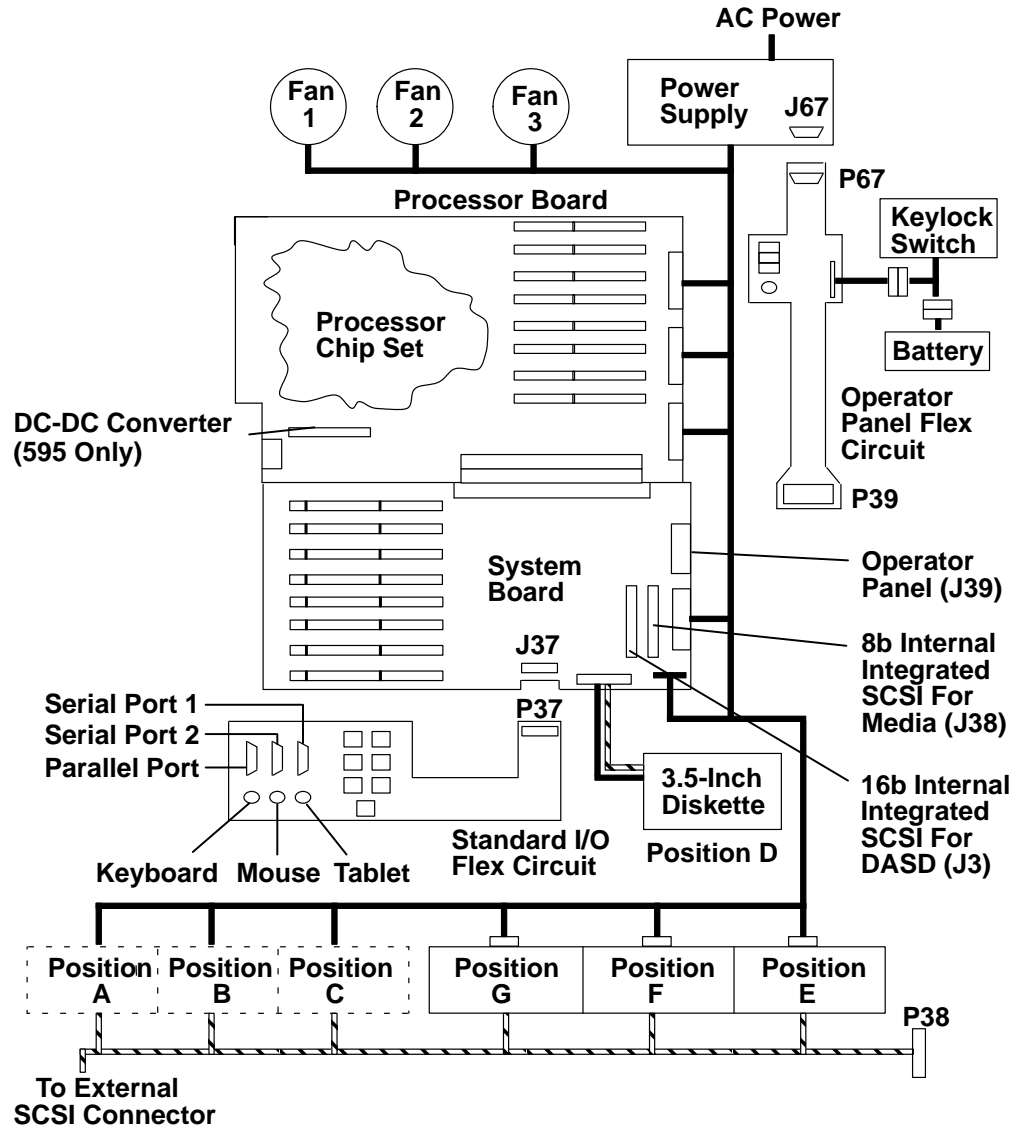 AC Power
Fan
1
Fan
2
Fan
3
Power
Supply
J67
P67
Processor Board
Keylock
Switch
Processor
Chip Set
Battery
DC-DC Converter
(595 Only)
Operator
Panel Flex
Circuit
P39
System
Board
Operator
Panel (J39)
8b Internal
Integrated
SCSI For
Media (J38)
J37
P37
Serial Port 1
Serial Port 2
Parallel Port
3.5-Inch
Diskette
16b Internal
Integrated
SCSI For
DASD (J3)
Position D
Standard I/O
Flex Circuit
Keyboard Mouse Tablet
Position
A
Position
B
Position
C
Position
G
Position
F
Position
E
P38
To External
SCSI Connector